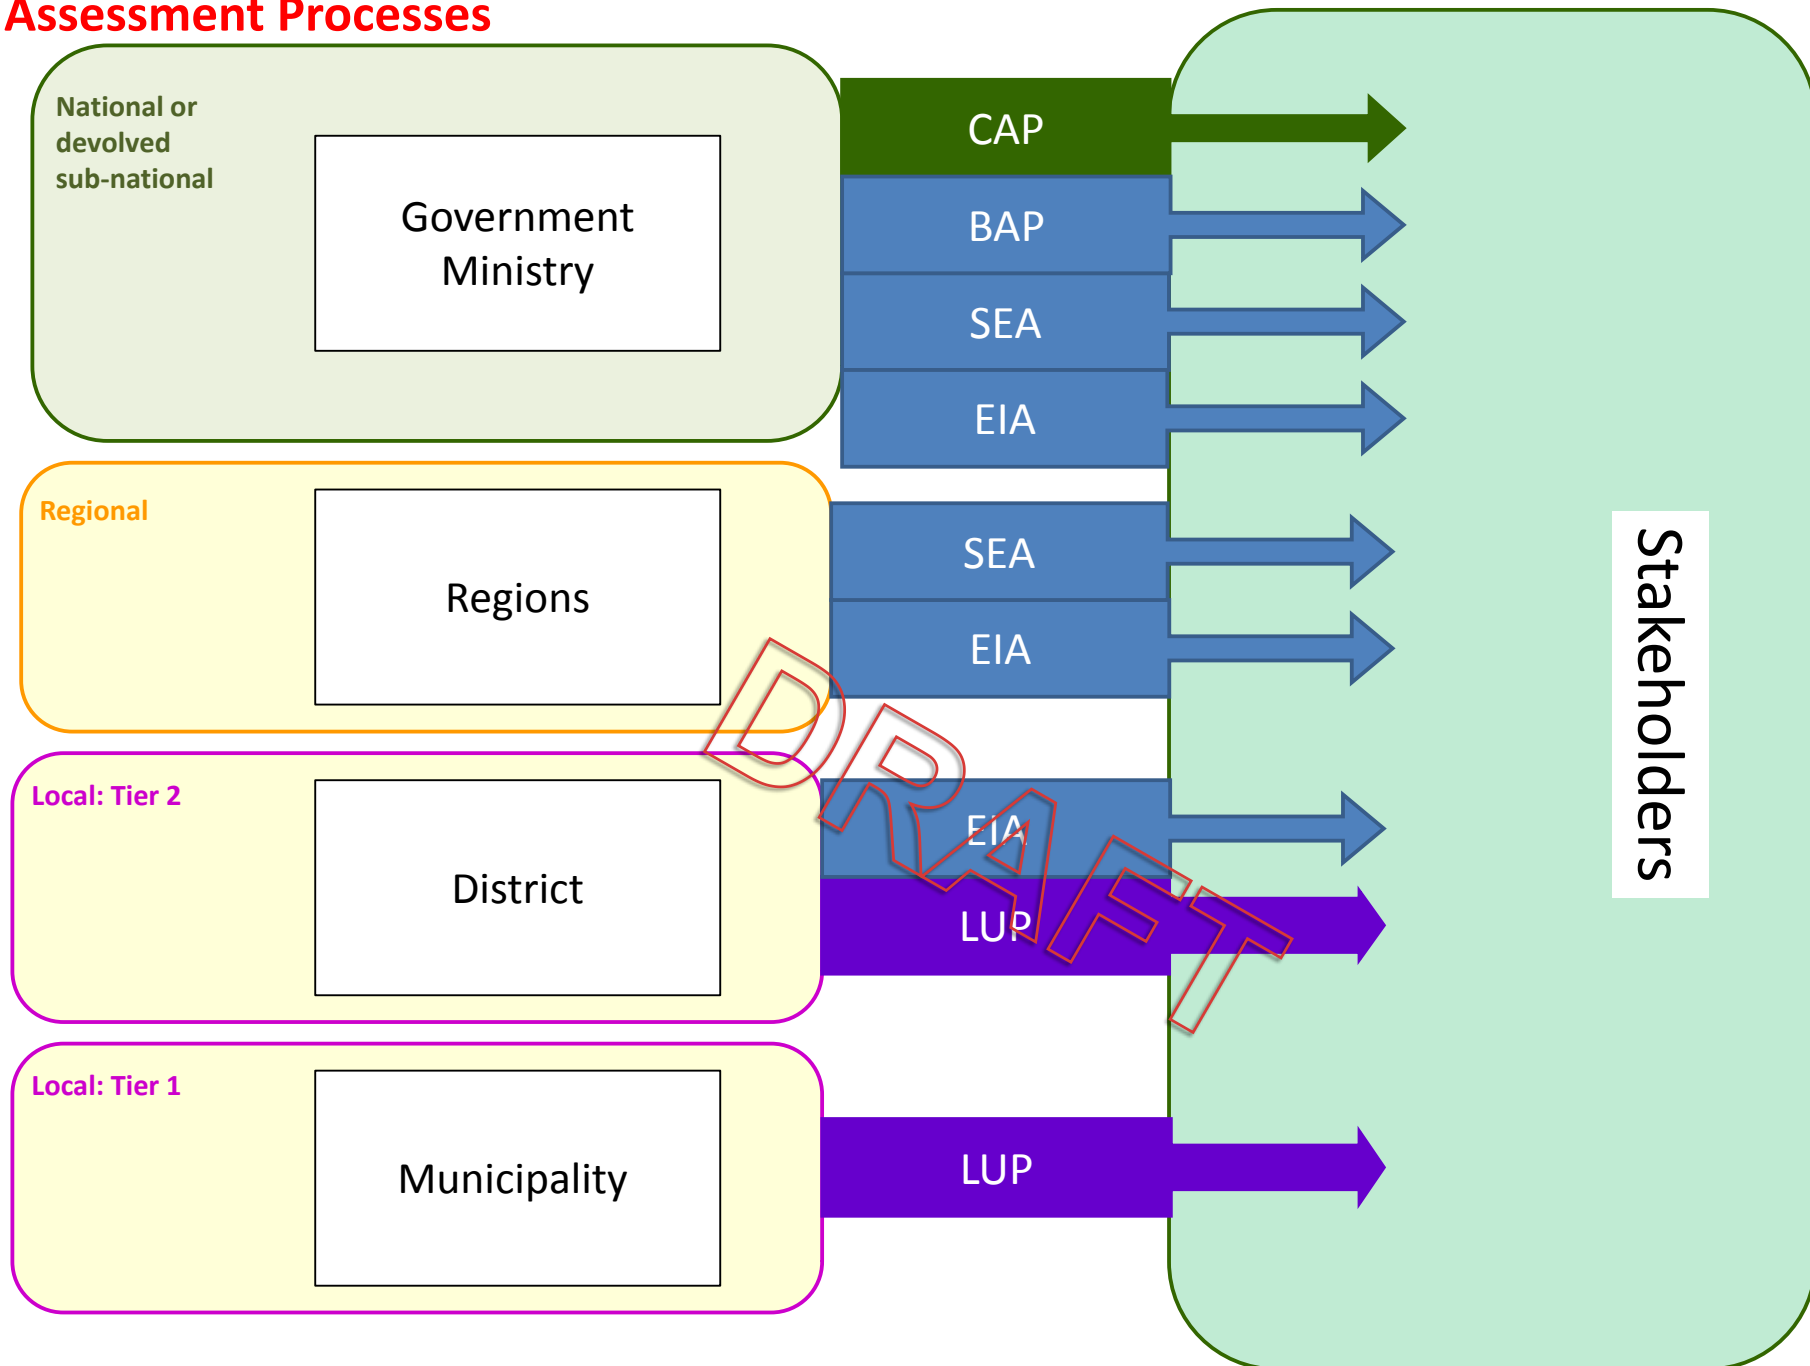 Assessment Processes
National or
devolved
sub-national
Government
Ministry
CAP
BAP
SEA
EIA
Regional
Regions
SEA
EIA
Local: Tier 2
District
EIA
LUP
Local: Tier 1
Municipality
LUP
Stakeholders
DRAFT